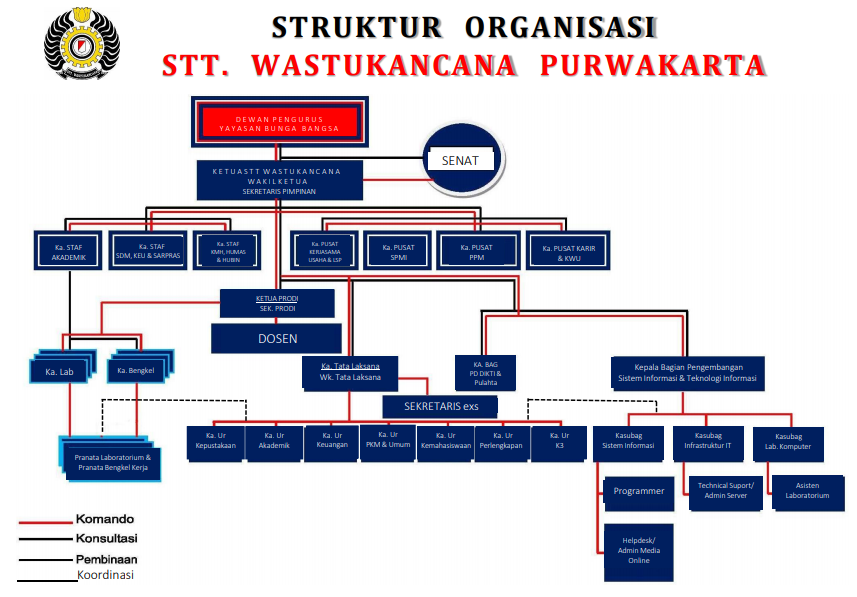 STRUKTUR ORGANISASI
STT. WASTUKANCANA PURWAKARTA
DEWAN PENGURUS
YAYASAN BUNGA BANGSA
SENAT
KETUASTT WASTUKANCANA
WAKILKETUA
SEKRETARIS PIMPINAN
Ka. STAF
AKADEMIK
Ka. STAF
SDM, KEU & SARPRAS
Ka. STAF
KMH, HUMAS
& HUBIN
Ka. PUSAT
KERJASAMA
USAHA & LSP
Ka. PUSAT
SPMI
Ka. PUSAT
PPM
Ka. PUSAT KARIR
& KWU
KETUA PRODI
SEK. PRODI
DOSEN
Ka. Lab
Ka. Bengkel
Ka. Tata Laksana
Wk. Tata Laksana
KA. BAG
PD DIKTI &
Pulahta
Kepala Bagian Pengembangan
Sistem Informasi & Teknologi Informasi
SEKRETARIS exs
Pranata Laboratorium &
Pranata Bengkel Kerja
Ka. Ur
Kepustakaan
Ka. Ur
Akademik
Ka. Ur
Keuangan
Ka. Ur
PKM & Umum
Ka. Ur
Kemahasiswaan
Ka. Ur
Perlengkapan
Ka. Ur
K3
Kasubag
Sistem Informasi
Kasubag
Infrastruktur IT
Kasubag
Lab. Komputer
Programmer
Technical Suport/
Admin Server
Asisten
Laboratorium
Helpdesk/
Admin Media
Online
Komando
Konsultasi
Pembinaan
Koordinasi